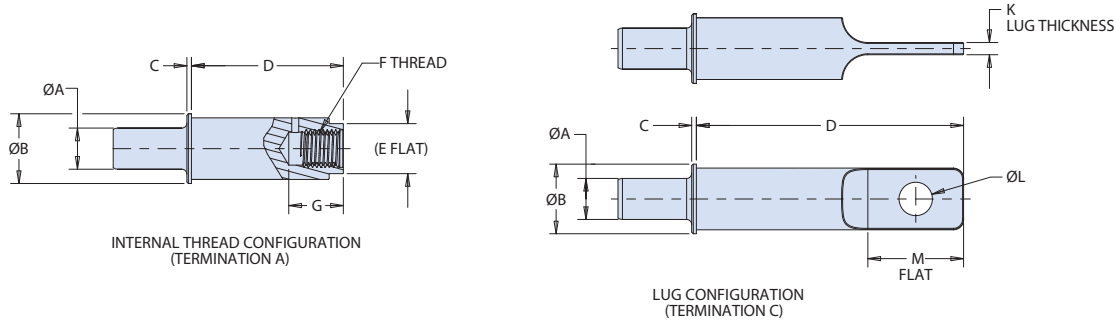 C
D
F THREAD
ØA
ØB
(E FLAT)
G
INTERNAL THREAD CONFIGURATION
(TERMINATION A)
K
LUG THICKNESS
C
D
ØA
ØB
ØL
M
FLAT
LUG CONFIGURATION
(TERMINATION C)